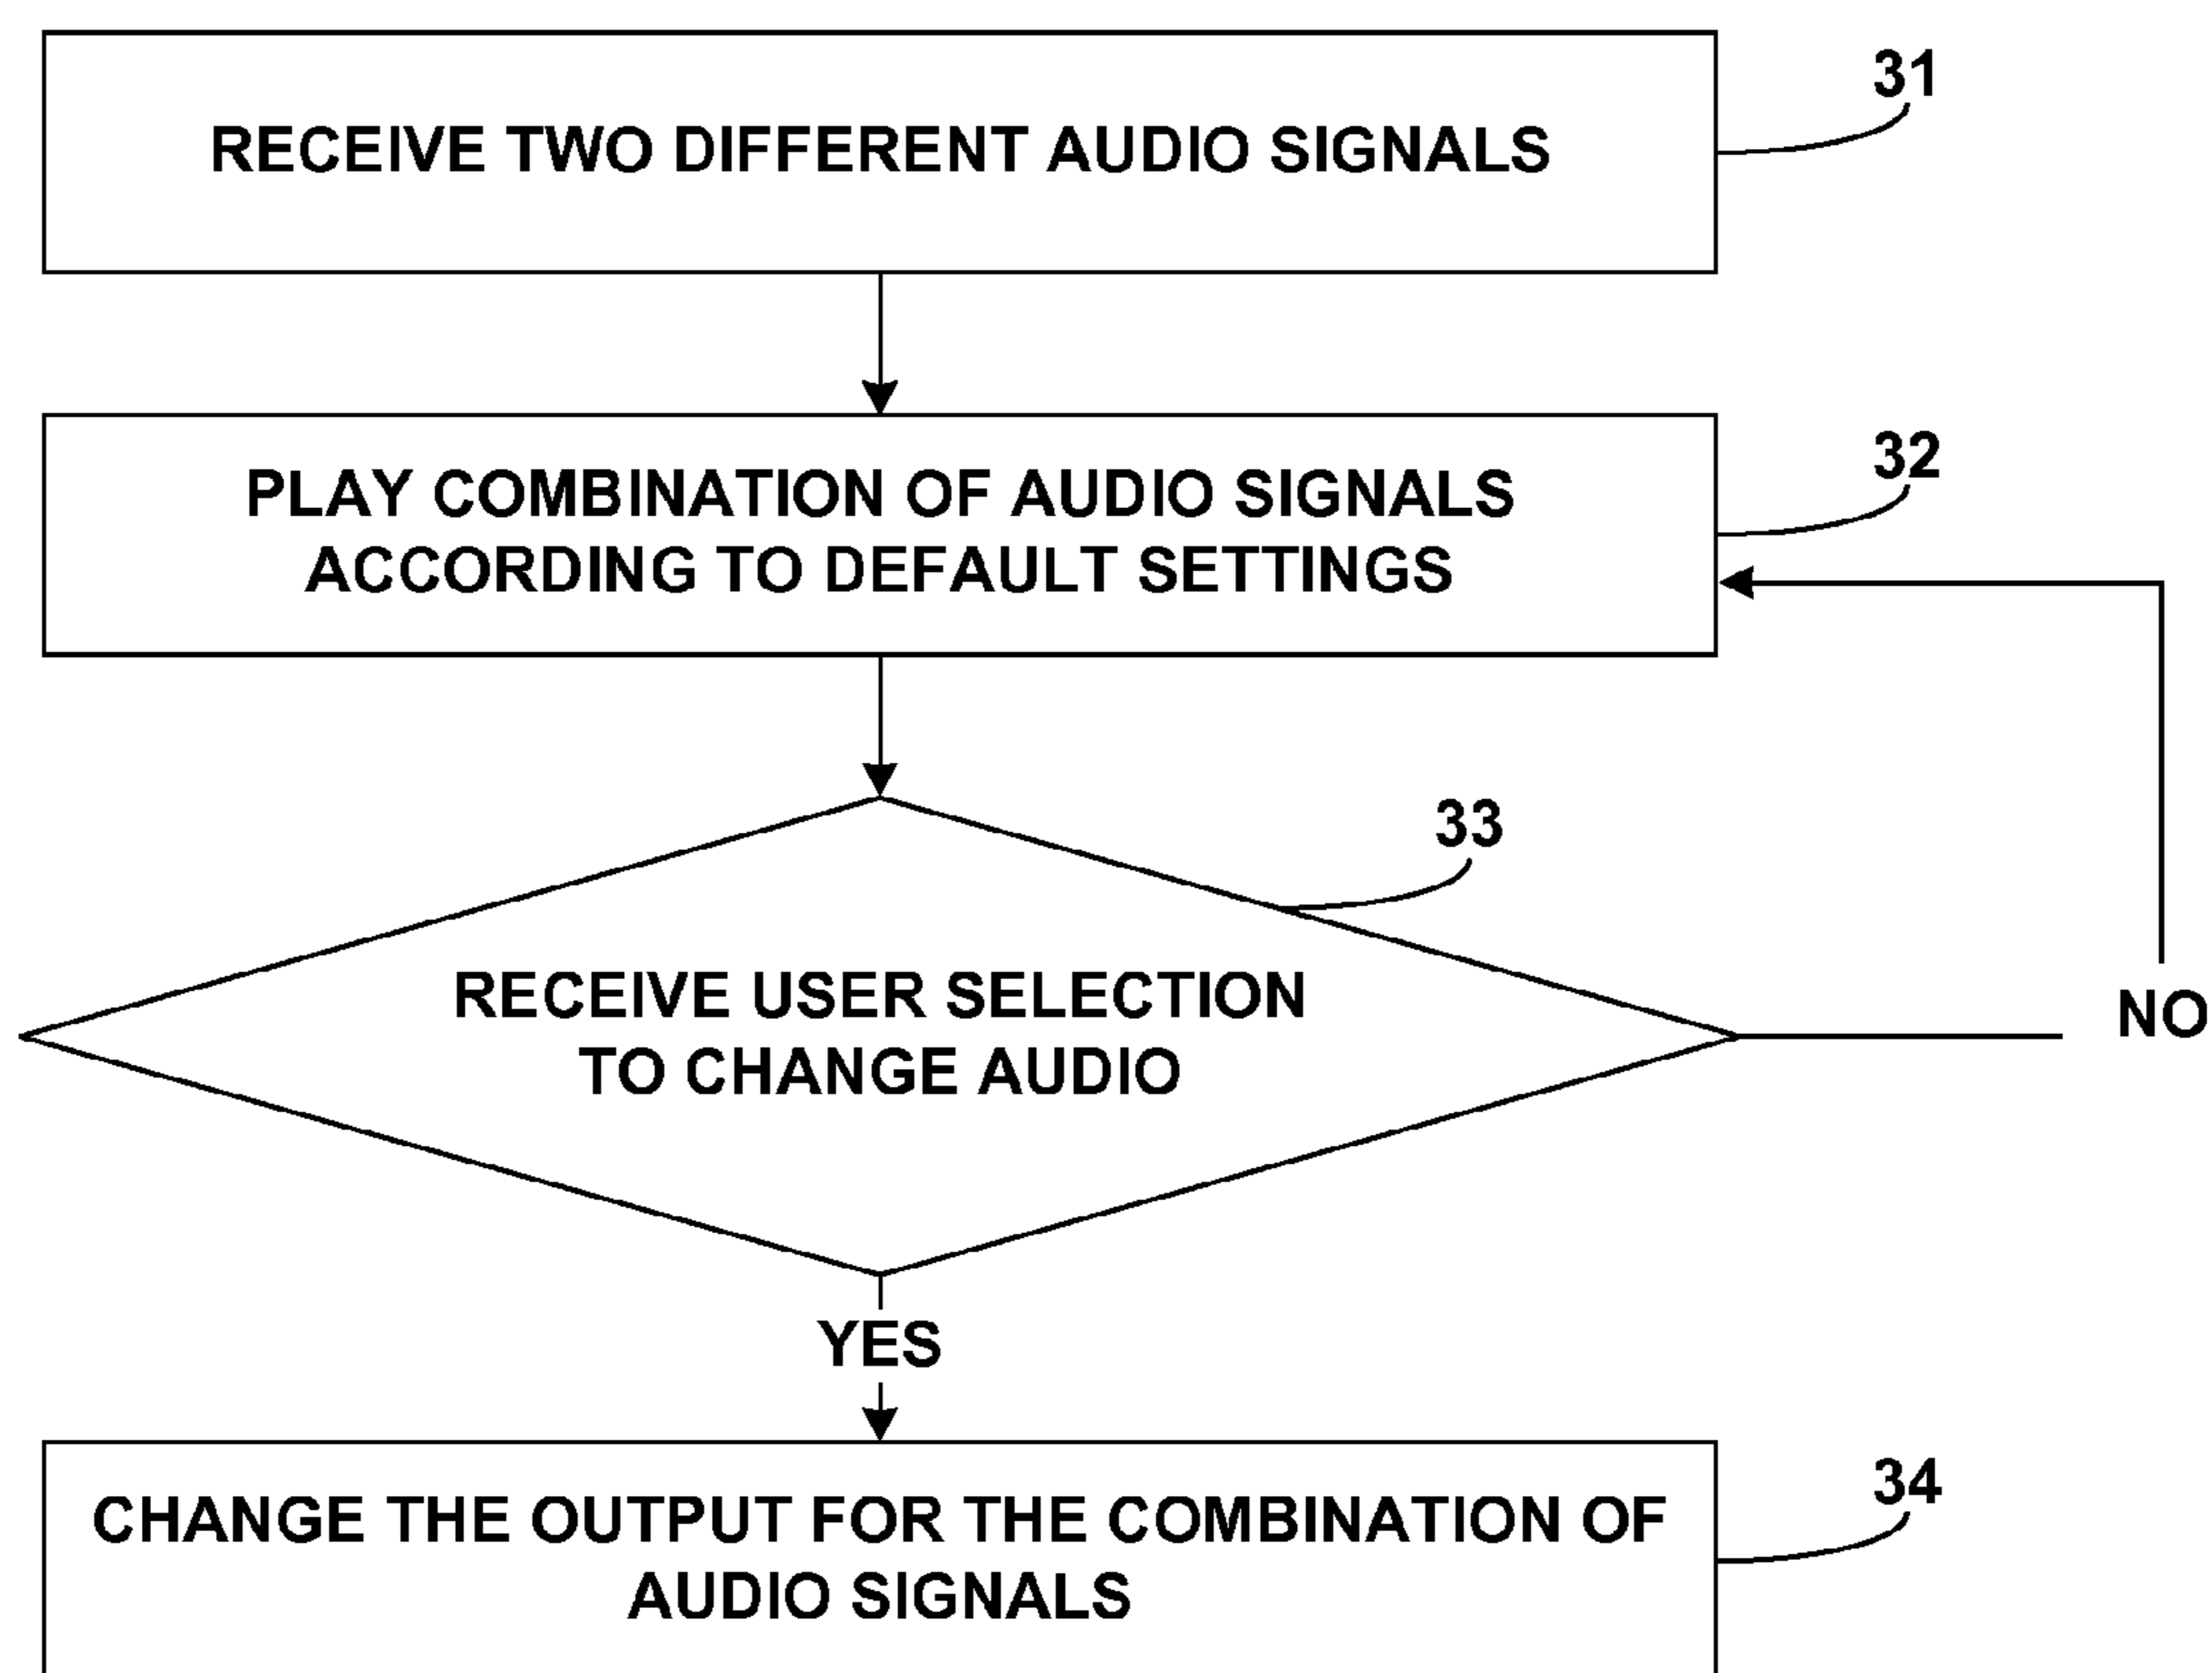 31
RECEIVE TWO DIFFERENT AUDIO SIGNALS
32
PLAY COMBINATION OF AUDIO SIGNALS
ACCORDING TO DEFAULT SETTINGS
33
RECEIVE USER SELECTION
TO CHANGE AUDIO
NO
YES
34
CHANGE THE OUTPUT FOR THE COMBINATION OF
AUDIO SIGNALS